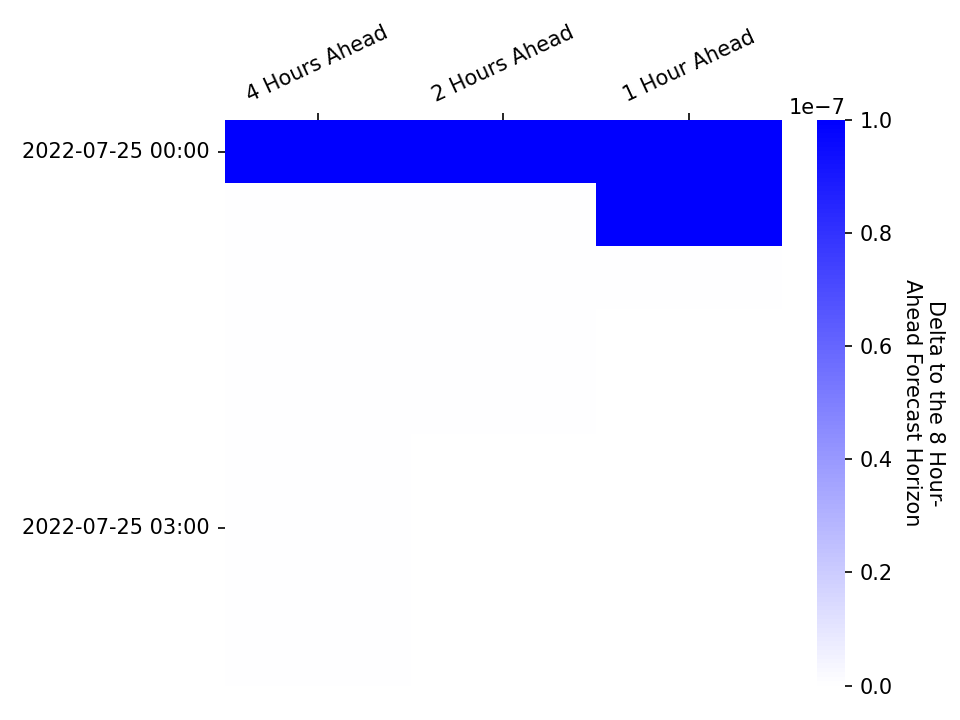 4 Hours Ahead
2 Hours Ahead
1 Hour Ahead
1e−7
2022-07-25 00:00
2022-07-25 03:00
1.0
0.8
0.6
0.4
0.2
0.0
Delta to the 8 Hour-
Ahead Forecast Horizon